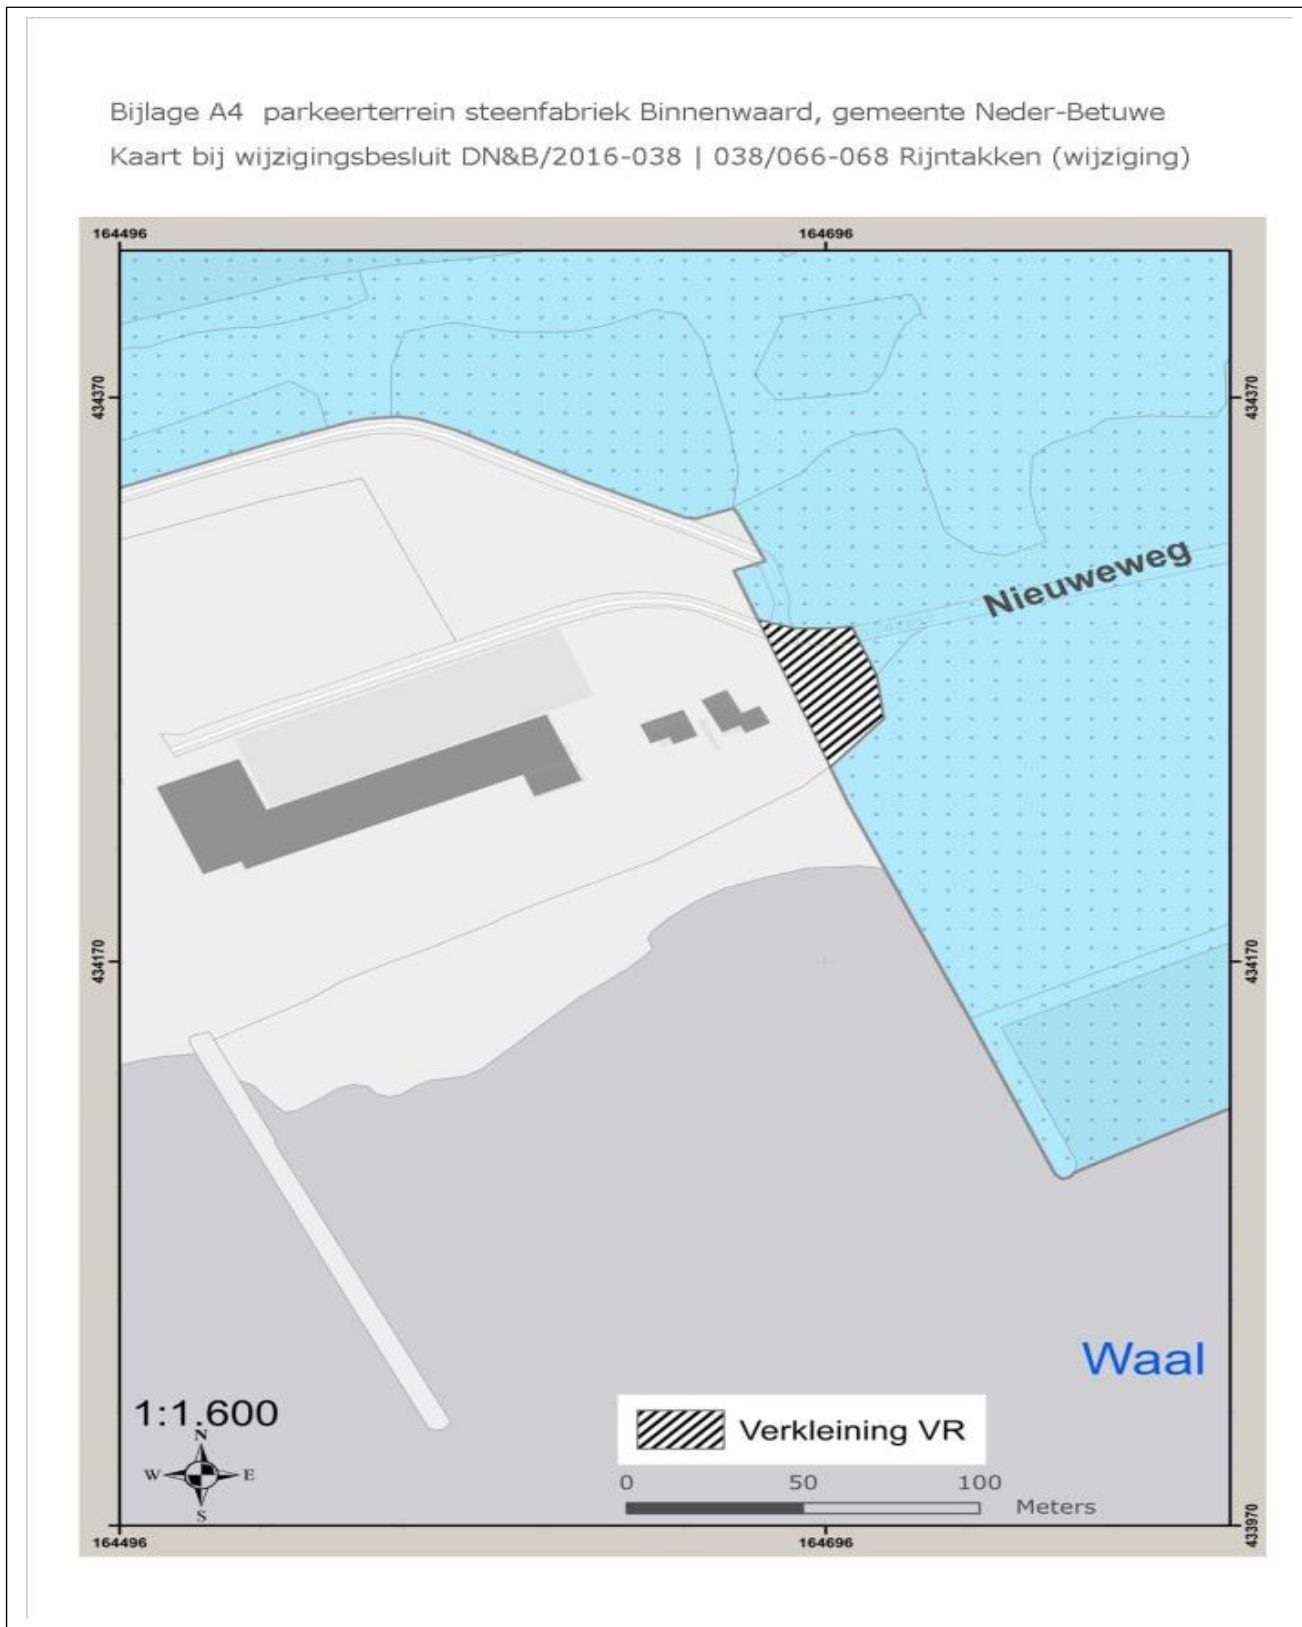 Bijlage A4 parkeerterrein steenfabriek Binnenwaard, gemeente Neder-Betuwe
Kaart bij wijzigingsbesluit DN&B/2016-038 | 038/066-068 Rijntakken (wijziging)
164496
164696
434370
434370
Nieuweweg
434170
434170
Waal
1:1.600
N
W
E
S
Verkleining VR
0
50
100
Meters
433970
164496
164696